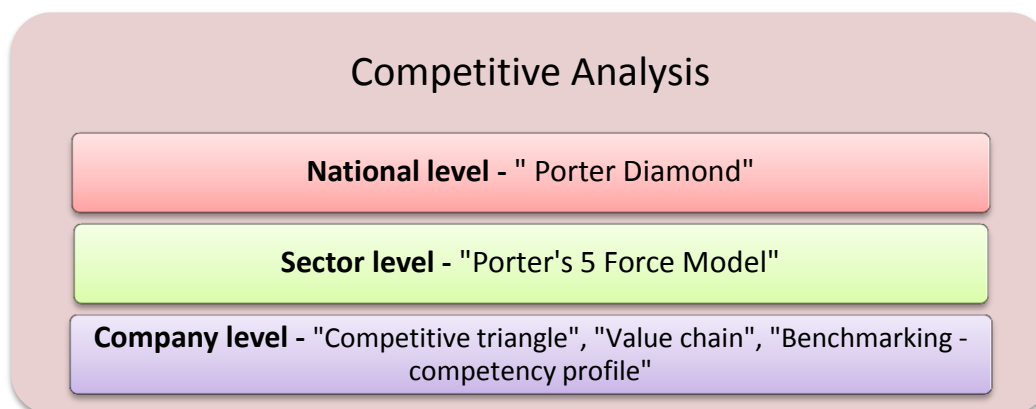 Competitive Analysis
National level - " Porter Diamond"
Sector level - "Porter's 5 Force Model"
Company level - "Competitive triangle", "Value chain", "Benchmarking -
competency profile"